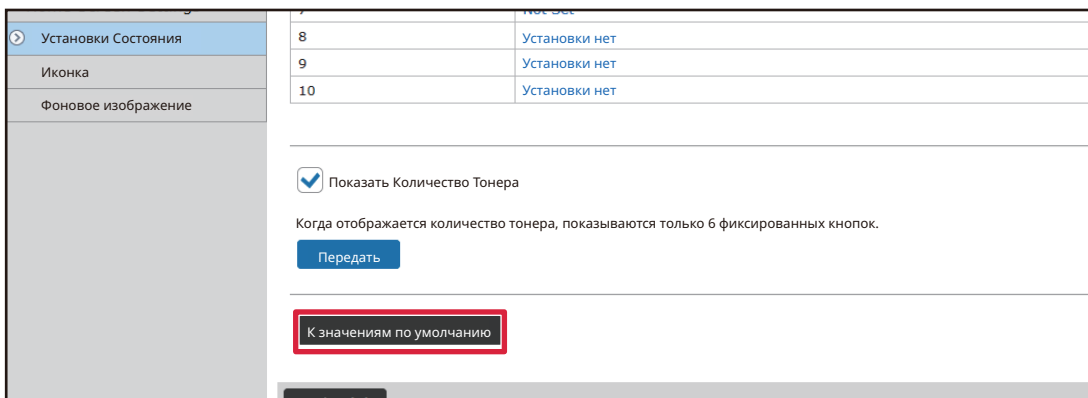 Установки Состояния
Иконка
Фоновое изображение
8 Установки нет
9 Установки нет
10 Установки нет
Показать Количество Тонера
Когда отображается количество тонера, показываются только 6 фиксированных кнопок.
Передать
К значениям по умолчанию